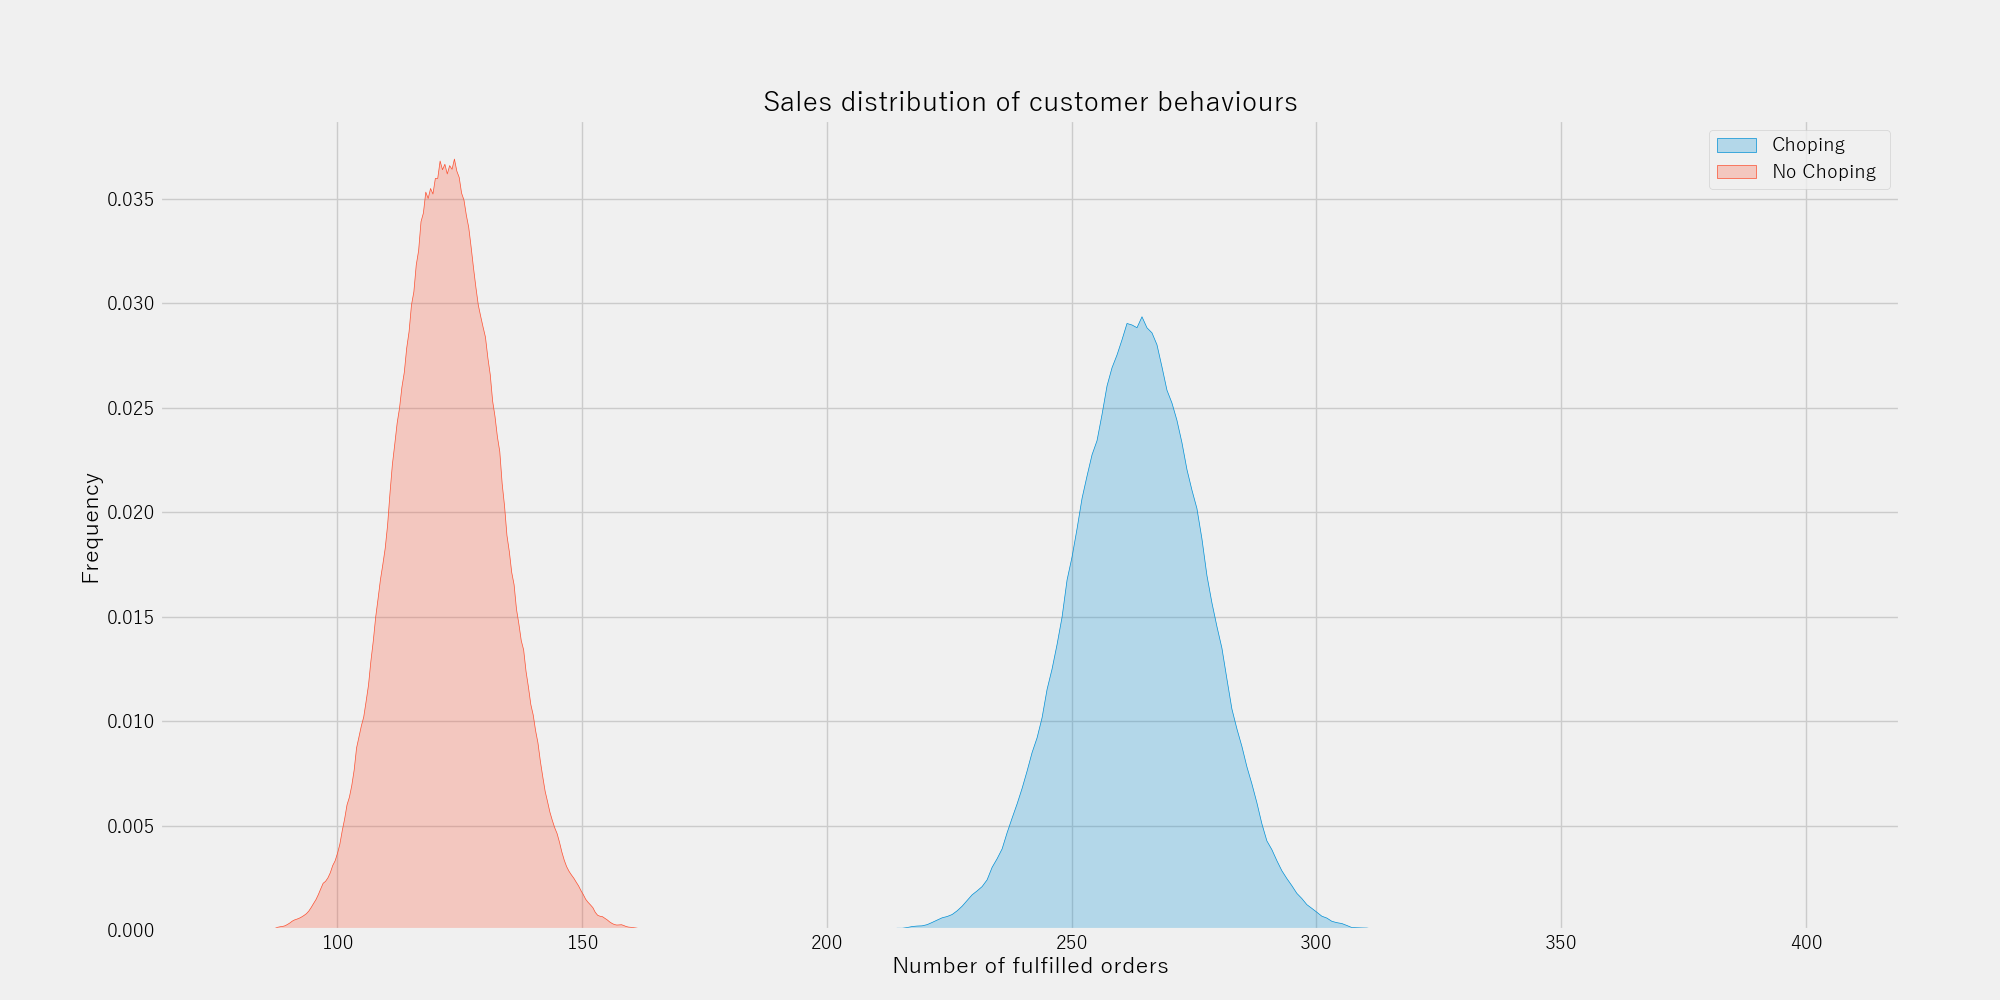 Sales distribution of customer behaviours
Choping
No Choping
0.035
0.030
0.025
0.020
0.015
0.010
0.005
0.000
Frequency
100 150 200 250 300 350 400
Number of fulfilled orders